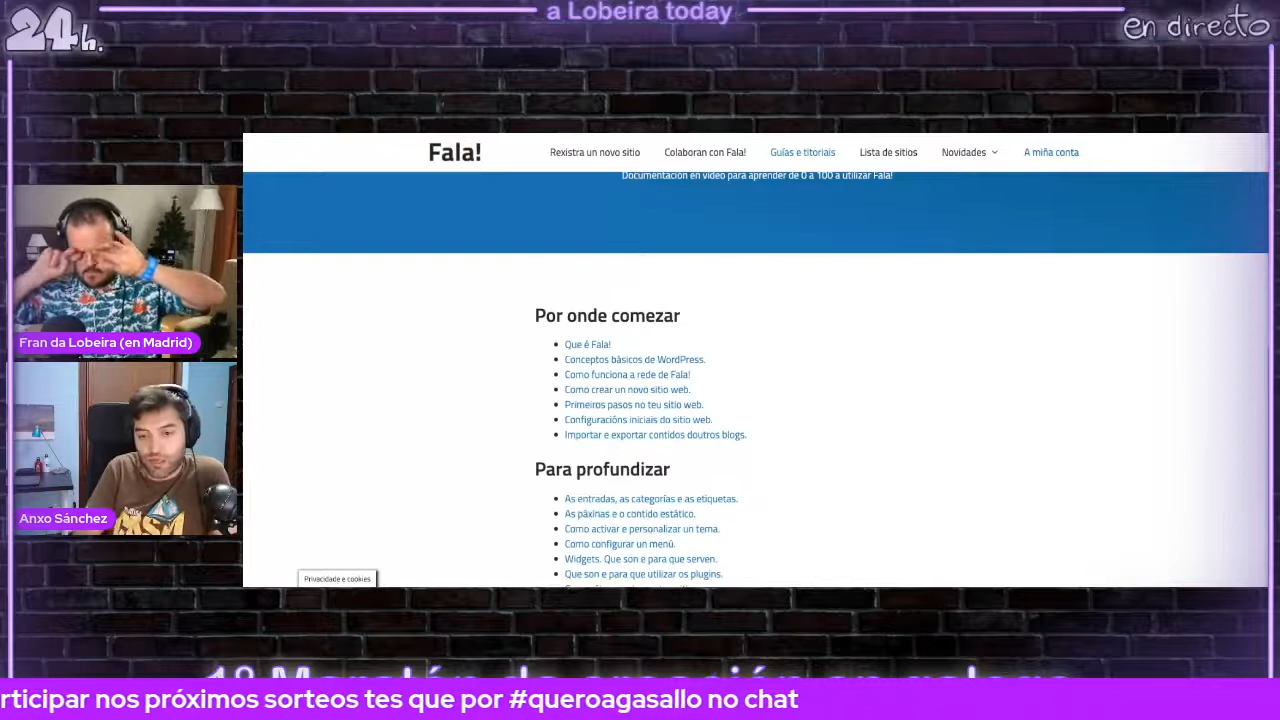 a Lobeira today
24h.
en directo
Fala!
Rexistra un novo sitio
Colaboran con Fala!
Guías e titoriais
Lista de sitios
Novidades
A miña conta
Documentación en vídeo para aprender de 0 a 100 a utilizar Fala!
Por onde comezar
Que é Fala!
Conceptos básicos de WordPress.
Como funciona a rede de Fala!
Como crear un novo sitio web.
Primeiros pasos no teu sitio web.
Configuracións iniciais do sitio web.
Importar e exportar contidos doutros blogs.
Para profundizar
As entradas, as categorías e as etiquetas.
As páxinas e o contido estático.
Como activar e personalizar un tema.
Como configurar un menú.
Widgets. Que son e para que serven.
Que son e para que utilizar os plugins.
Privacidade e cookies
Fran da Lobeira (en Madrid)
Anxo Sánchez
1º Maratón de creación en galego
rticipar nos próximos sorteos tes que por #queroagasallo no chat